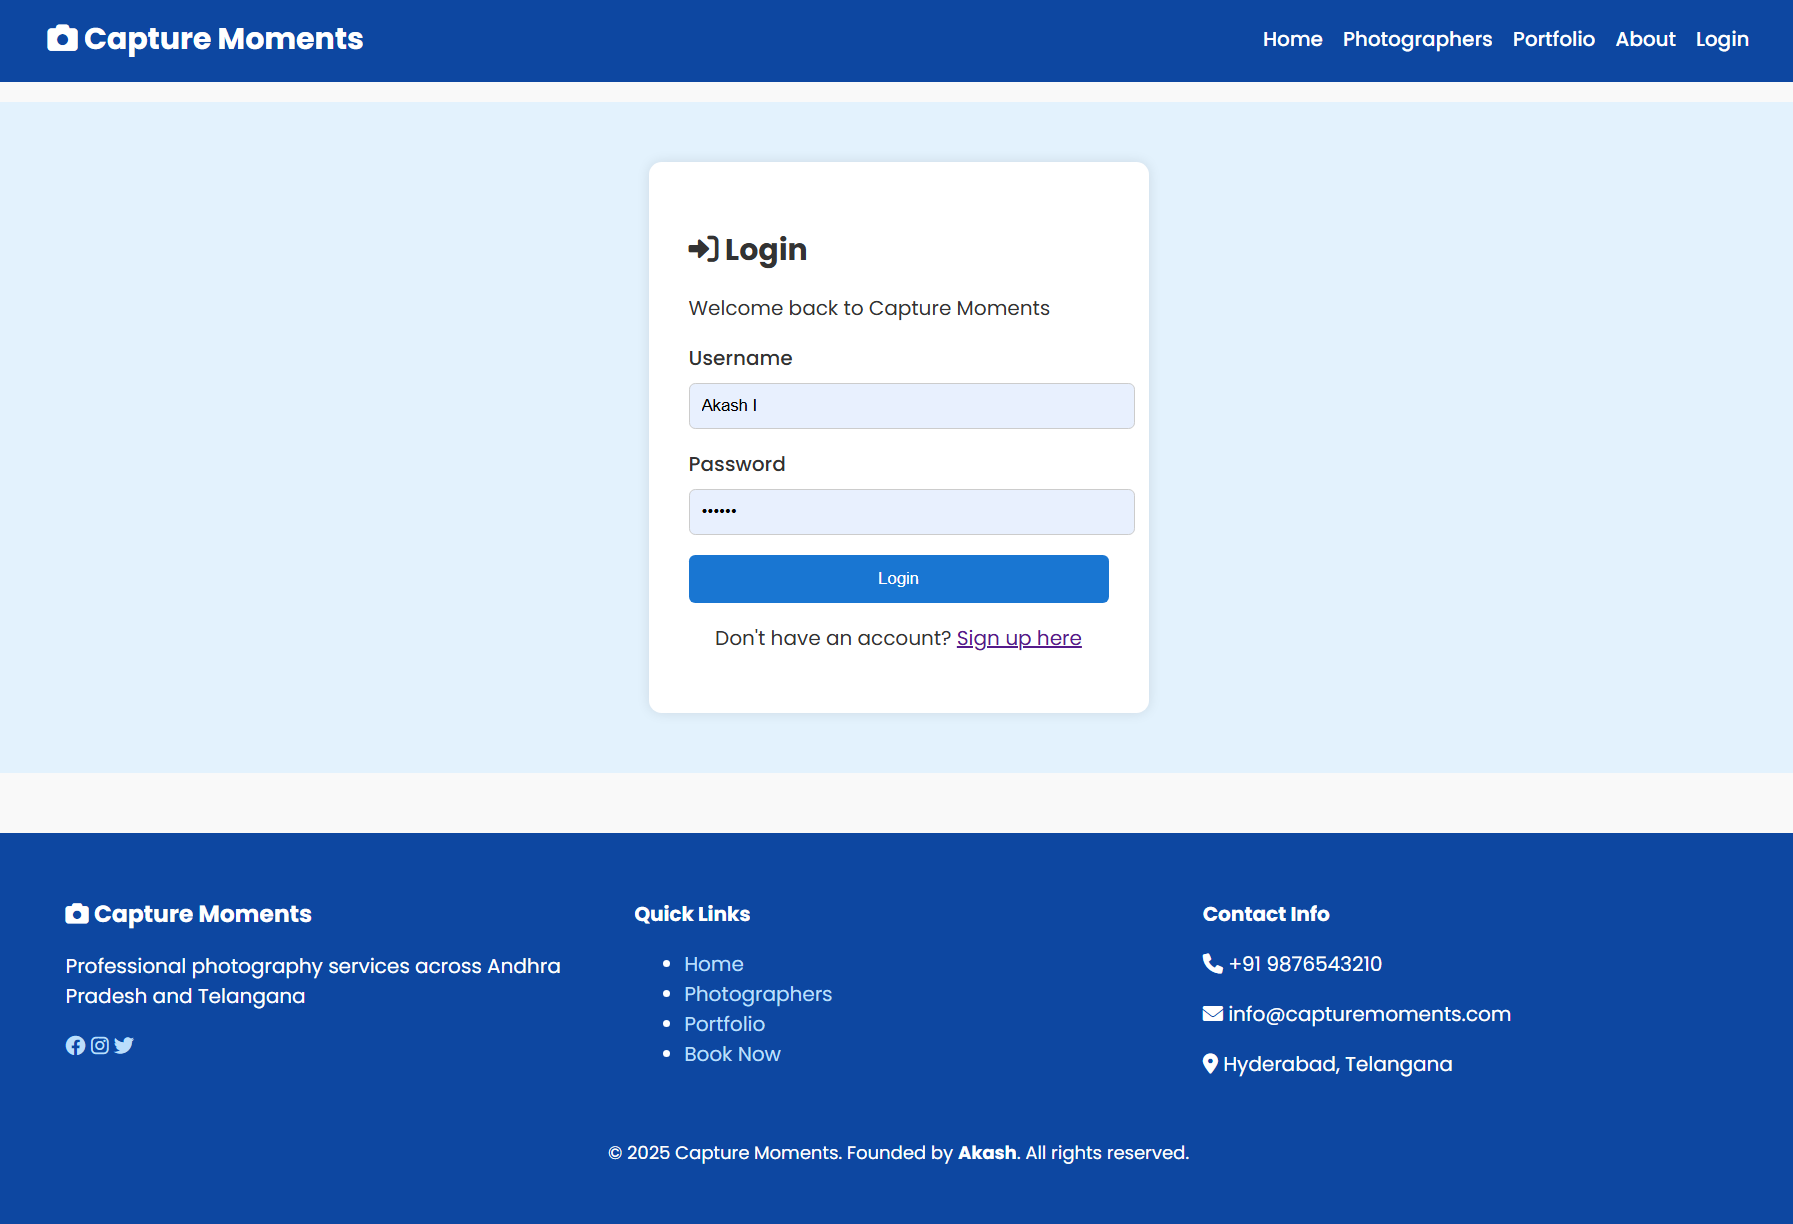 Capture Moments
Home Photographers Portfolio About Login
Login
Welcome back to Capture Moments
Username
Akash I
Password
••••••
Login
Don't have an account? Sign up here
Capture Moments
Professional photography services across Andhra
Pradesh and Telangana
Quick Links
• Home
• Photographers
• Portfolio
• Book Now
Contact Info
+91 9876543210
info@capturemoments.com
Hyderabad, Telangana
© 2025 Capture Moments. Founded by Akash. All rights reserved.